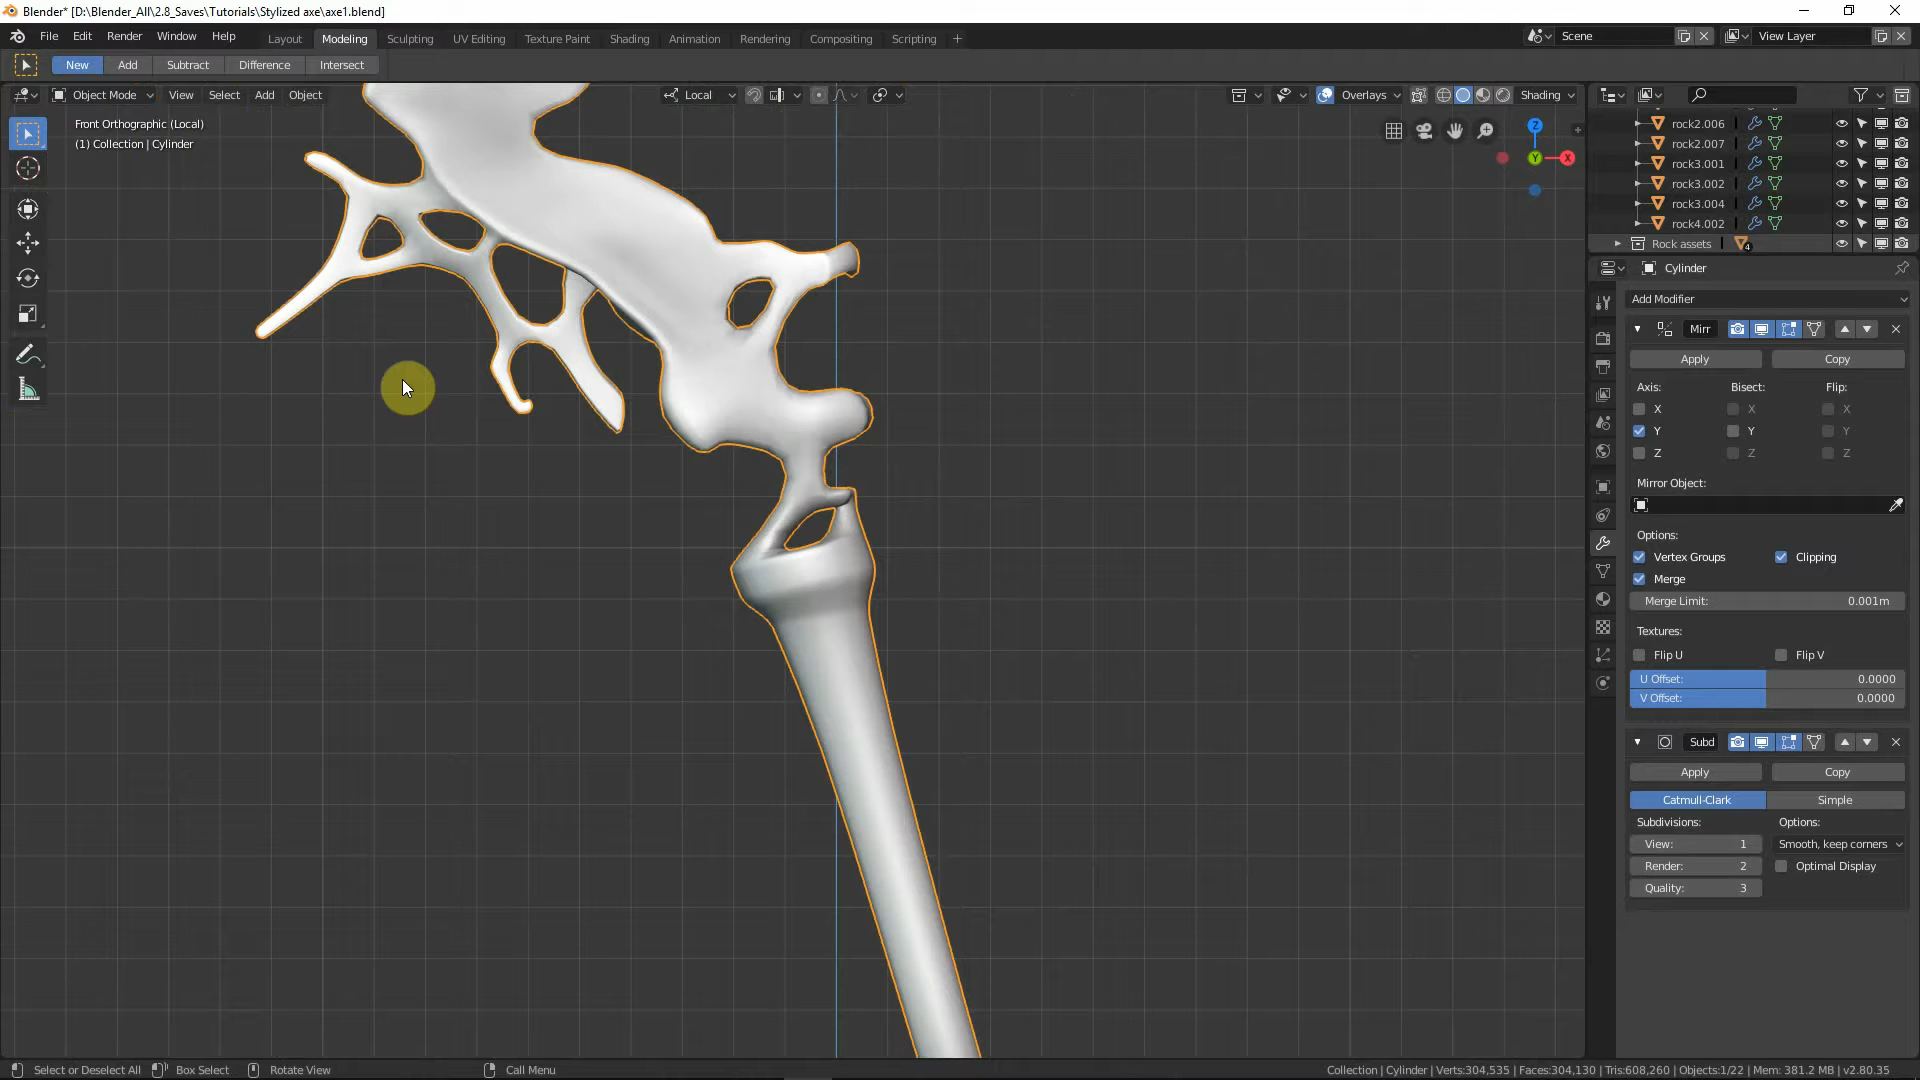 Blender* [D:\Blender_All\2.8_Saves\Tutorials\Stylized axe\axe1.blend]
File Edit Render Window Help Layout Modeling Sculpting UV Editing Texture Paint Shading Animation Rendering Compositing Scripting + Scene View Layer
New Add Subtract Difference Intersect
Object Mode View Select Add Object Local Overlays Shading
Front Orthographic (Local)
(1) Collection | Cylinder
Z
Y
X
rock2.006
rock2.007
rock3.001
rock3.002
rock3.004
rock4.002
Rock assets 4
Cylinder
Add Modifier
Mirr
Apply Copy
Axis: Bisect: Flip:
X X X
Y Y Y
Z Z Z
Mirror Object:
Options:
Vertex Groups Clipping
Merge
Merge Limit: 0.001m
Textures:
Flip U Flip V
U Offset: 0.0000
V Offset: 0.0000
Subd
Apply Copy
Catmull-Clark Simple
Subdivisions: Options:
View: 1 Smooth, keep corners
Render: 2 Optimal Display
Quality: 3
Select or Deselect All Box Select Rotate View Call Menu Collection | Cylinder | Verts:304,535 | Faces:304,130 | Tris:608,260 | Objects:1/22 | Mem: 381.2 MB | v2.80.35